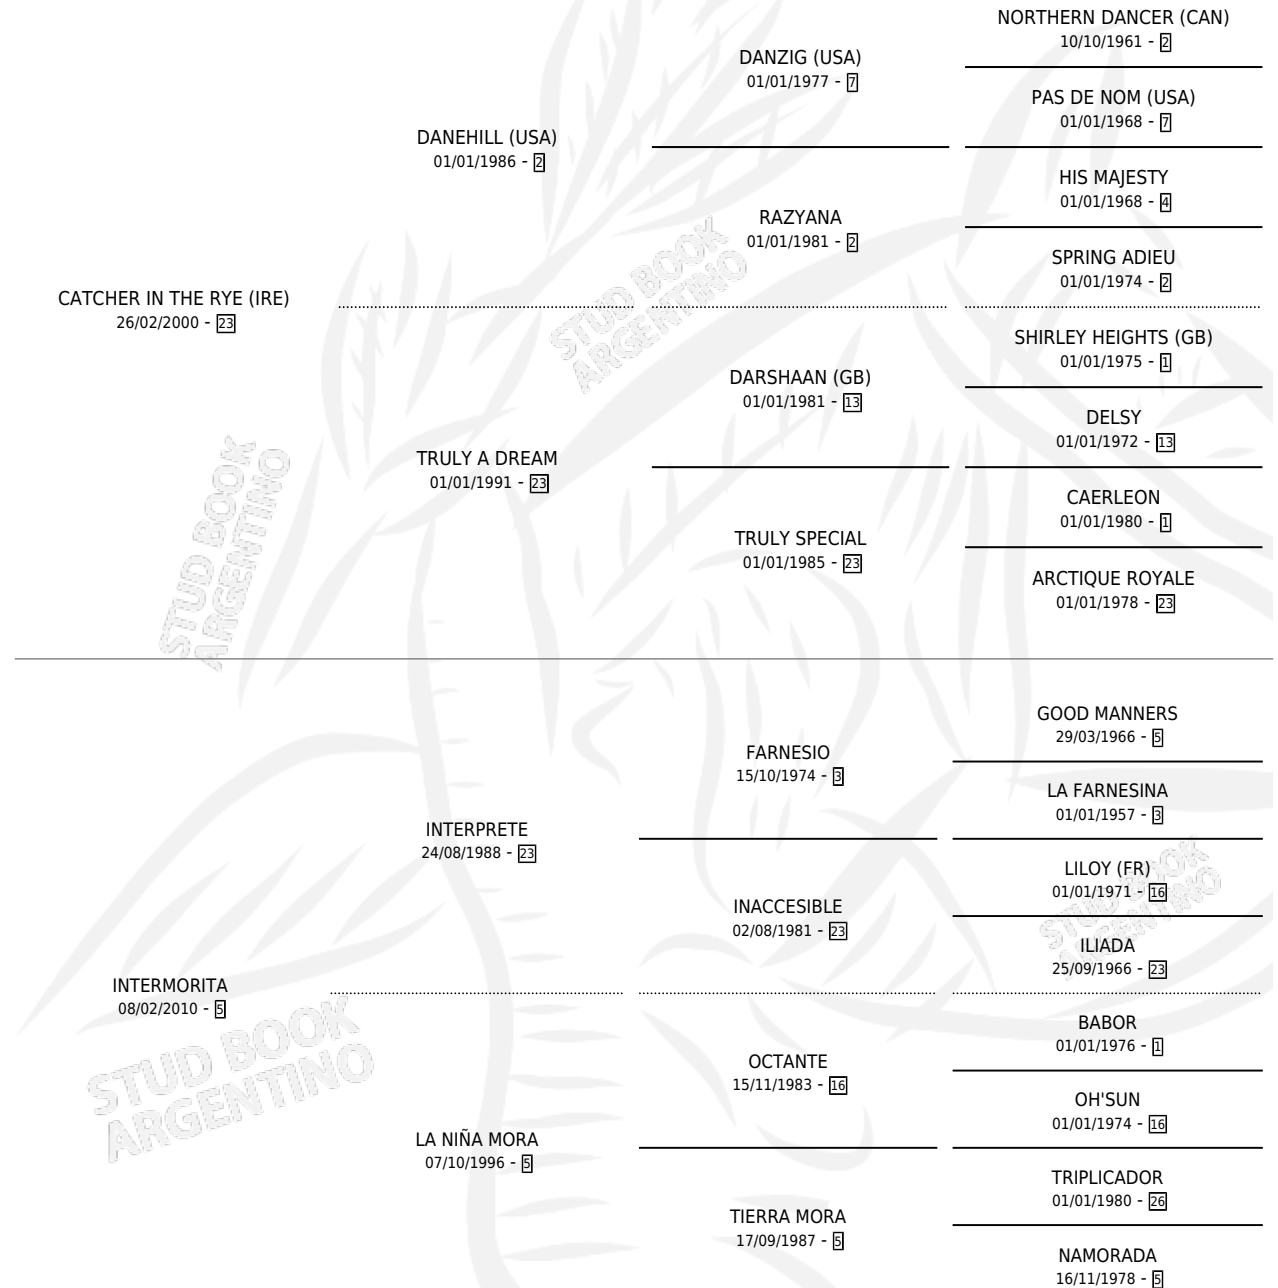 NORTHERN DANCER (CAN)
10/10/1961 - 2
DANZIG (USA)
01/01/1977 - 7
PAS DE NOM (USA)
01/01/1968 - 7
DANEHILL (USA)
01/01/1986 - 2
HIS MAJESTY
01/01/1968 - 4
RAZYANA
01/01/1981 - 2
SPRING ADIEU
01/01/1974 - 2
CATCHER IN THE RYE (IRE)
26/02/2000 - 23
SHIRLEY HEIGHTS (GB)
01/01/1975 - 1
DARSHAAN (GB)
01/01/1981 - 13
DELSY
01/01/1972 - 13
TRULY A DREAM
01/01/1991 - 23
CAERLEON
01/01/1980 - 1
TRULY SPECIAL
01/01/1985 - 23
ARCTIQUE ROYALE
01/01/1978 - 23
GOOD MANNERS
29/03/1966 - 5
FARNESIO
15/10/1974 - 3
LA FARNESINA
01/01/1957 - 3
INTERPRETE
24/08/1988 - 23
LILOY (FR)
01/01/1971 - 16
INACCESIBLE
02/08/1981 - 23
ILIADA
25/09/1966 - 23
INTERMORITA
08/02/2010 - 5
BABOR
01/01/1976 - 1
OCTANTE
15/11/1983 - 16
OH'SUN
01/01/1974 - 16
LA NIÑA MORA
07/10/1996 - 5
TRIPLICADOR
01/01/1980 - 26
TIERRA MORA
17/09/1987 - 5
NAMORADA
16/11/1978 - 5
STUD BOOK
ARGENTINO
STUD BOOK
ARGENTINO
STUD BOOK
ARGENTINO
STUD BOOK
ARGENTINO